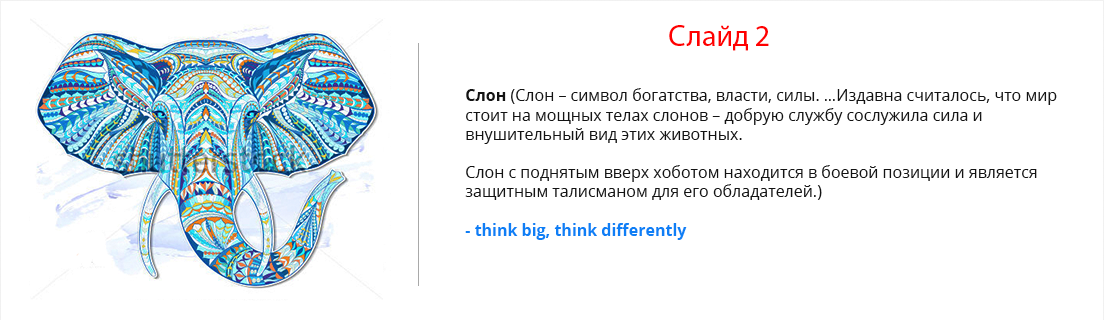 Слайд 2
Слон (Слон – символ богатства, власти, силы. ...Издавна считалось, что мир
стоит на мощных телах слонов – добрую службу сослужила сила и
внушительный вид этих животных.
Слон с поднятым вверх хоботом находится в боевой позиции и является
защитным талисманом для его обладателей.)
- think big, think differently